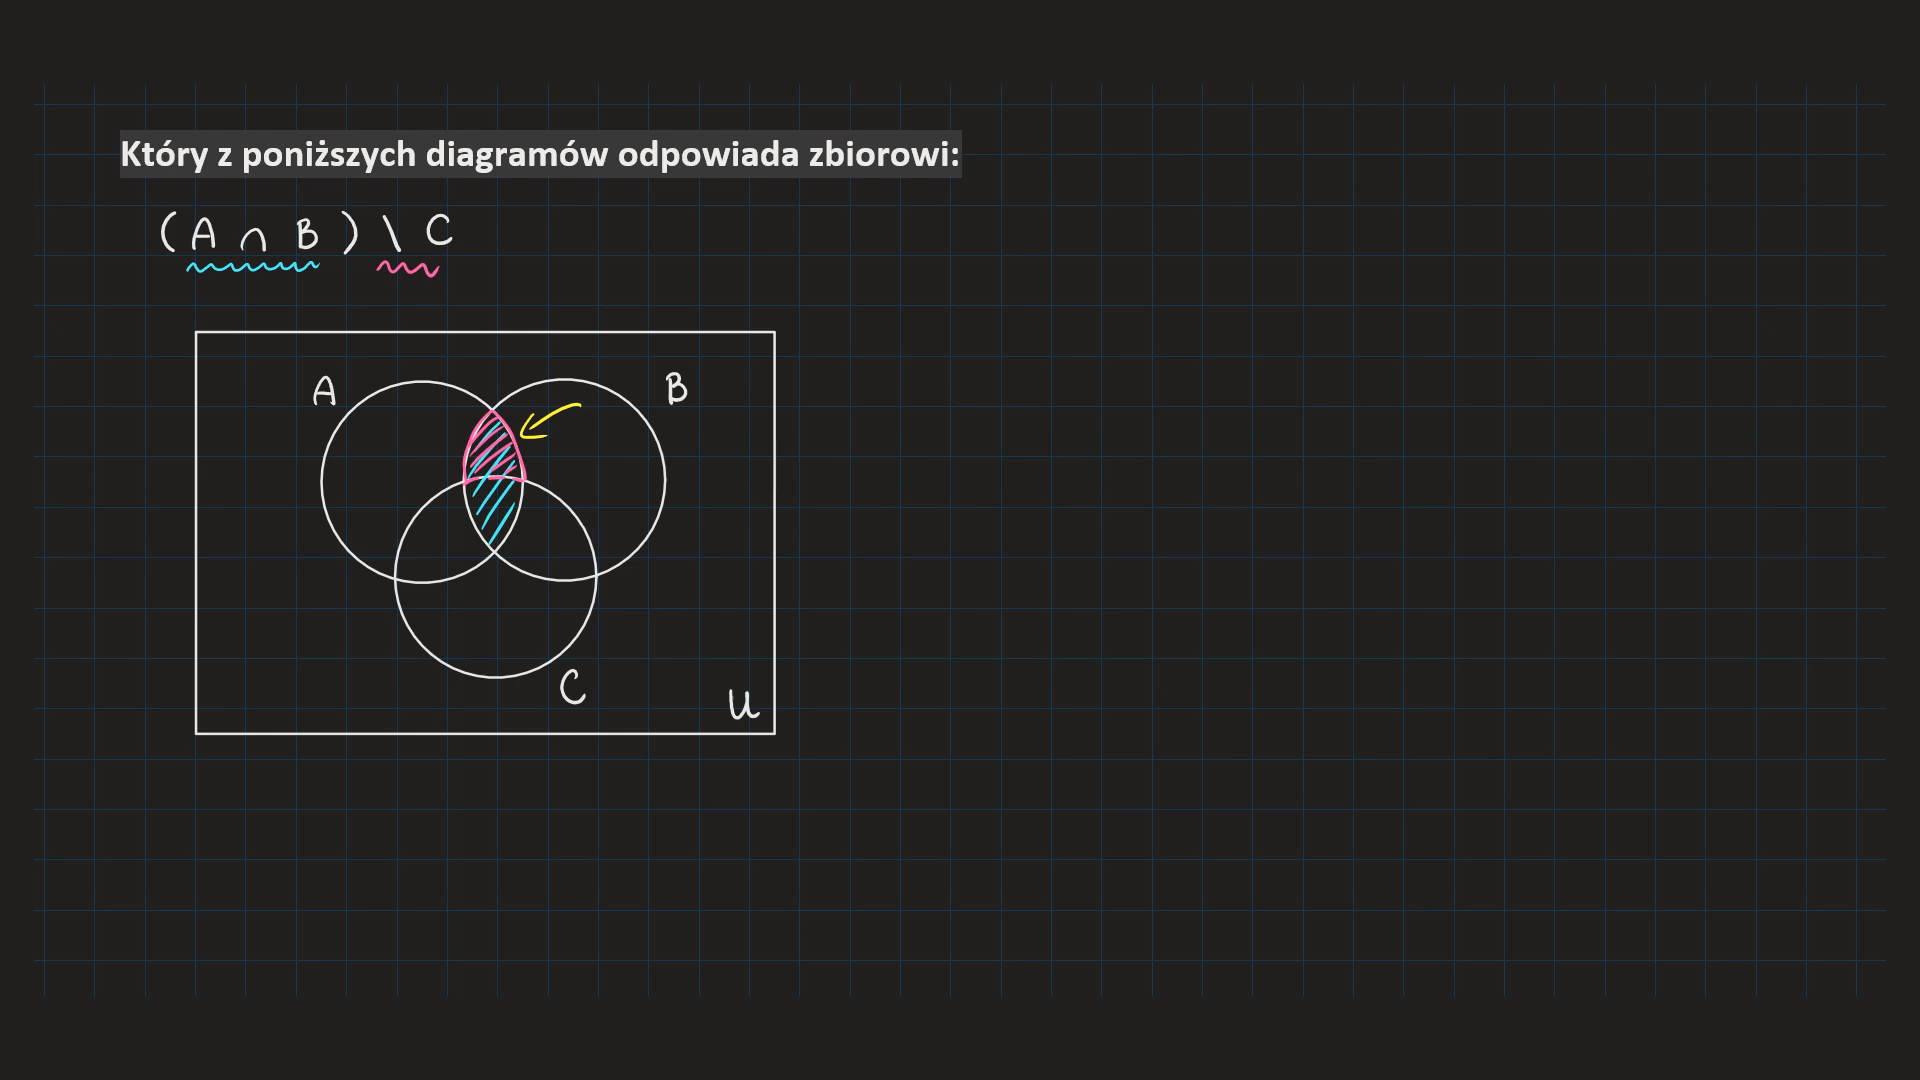 Który z poniższych diagramów odpowiada zbiorowi:
(A ∩ B) \ C
A
B
C
U